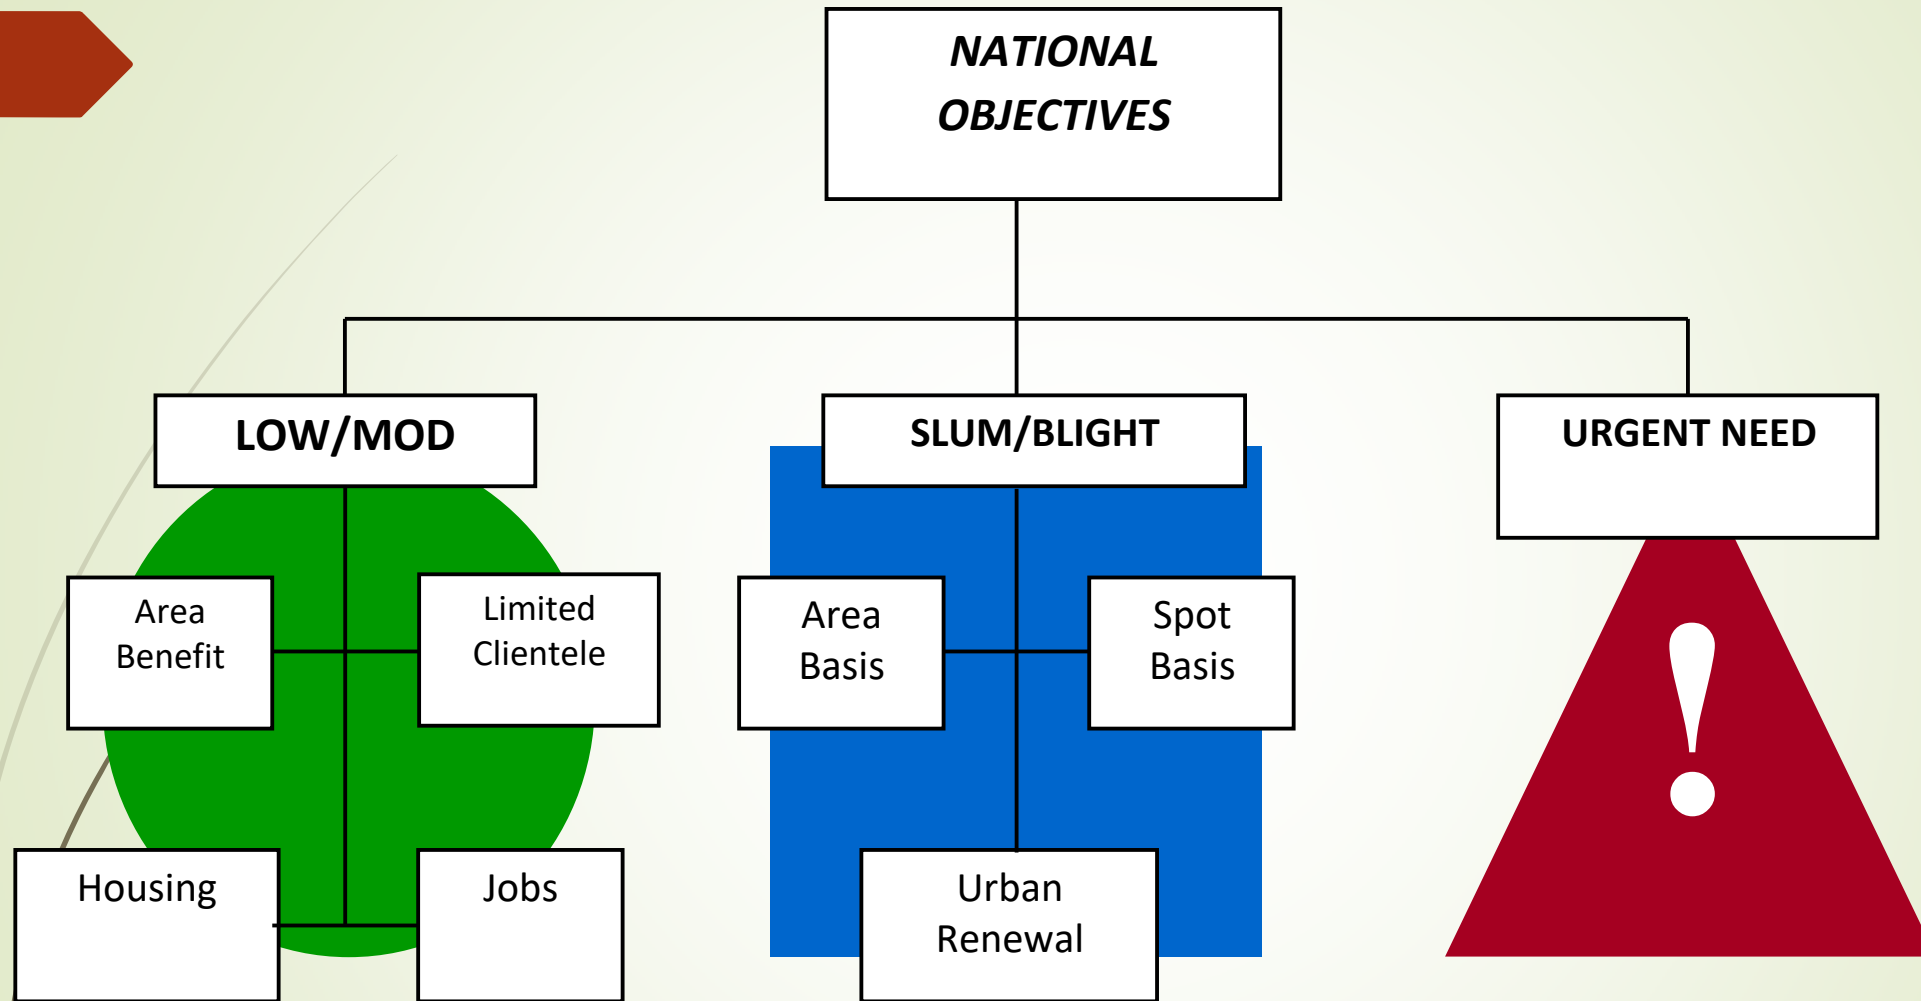 NATIONAL
OBJECTIVES
LOW/MOD
SLUM/BLIGHT
URGENT NEED
Area
Benefit
Limited
Clientele
Area
Basis
Spot
Basis
!
Housing
Jobs
Urban
Renewal